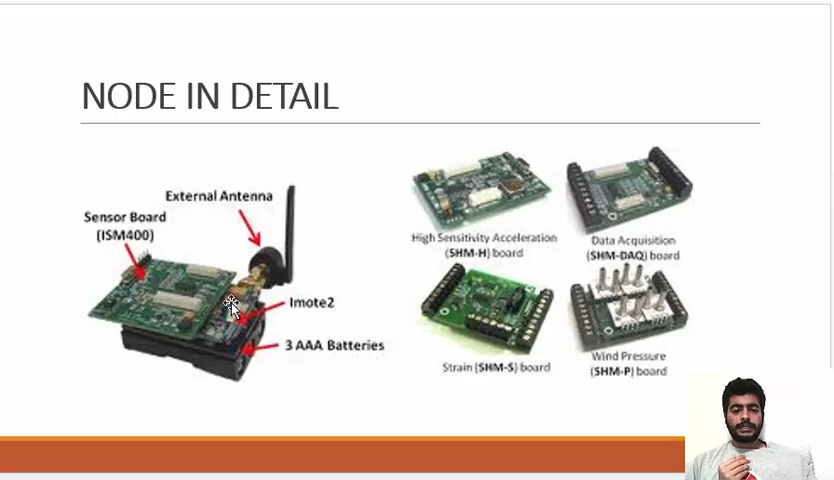 NODE IN DETAIL
External Antenna
Sensor Board
(ISM400)
Imote2
3 AAA Batteries
High Sensitivity Acceleration
(SHM-H) board
Data Acquisition
(SHM-DAQ) board
Strain (SHM-S) board
Wind Pressure
(SHM-P) board